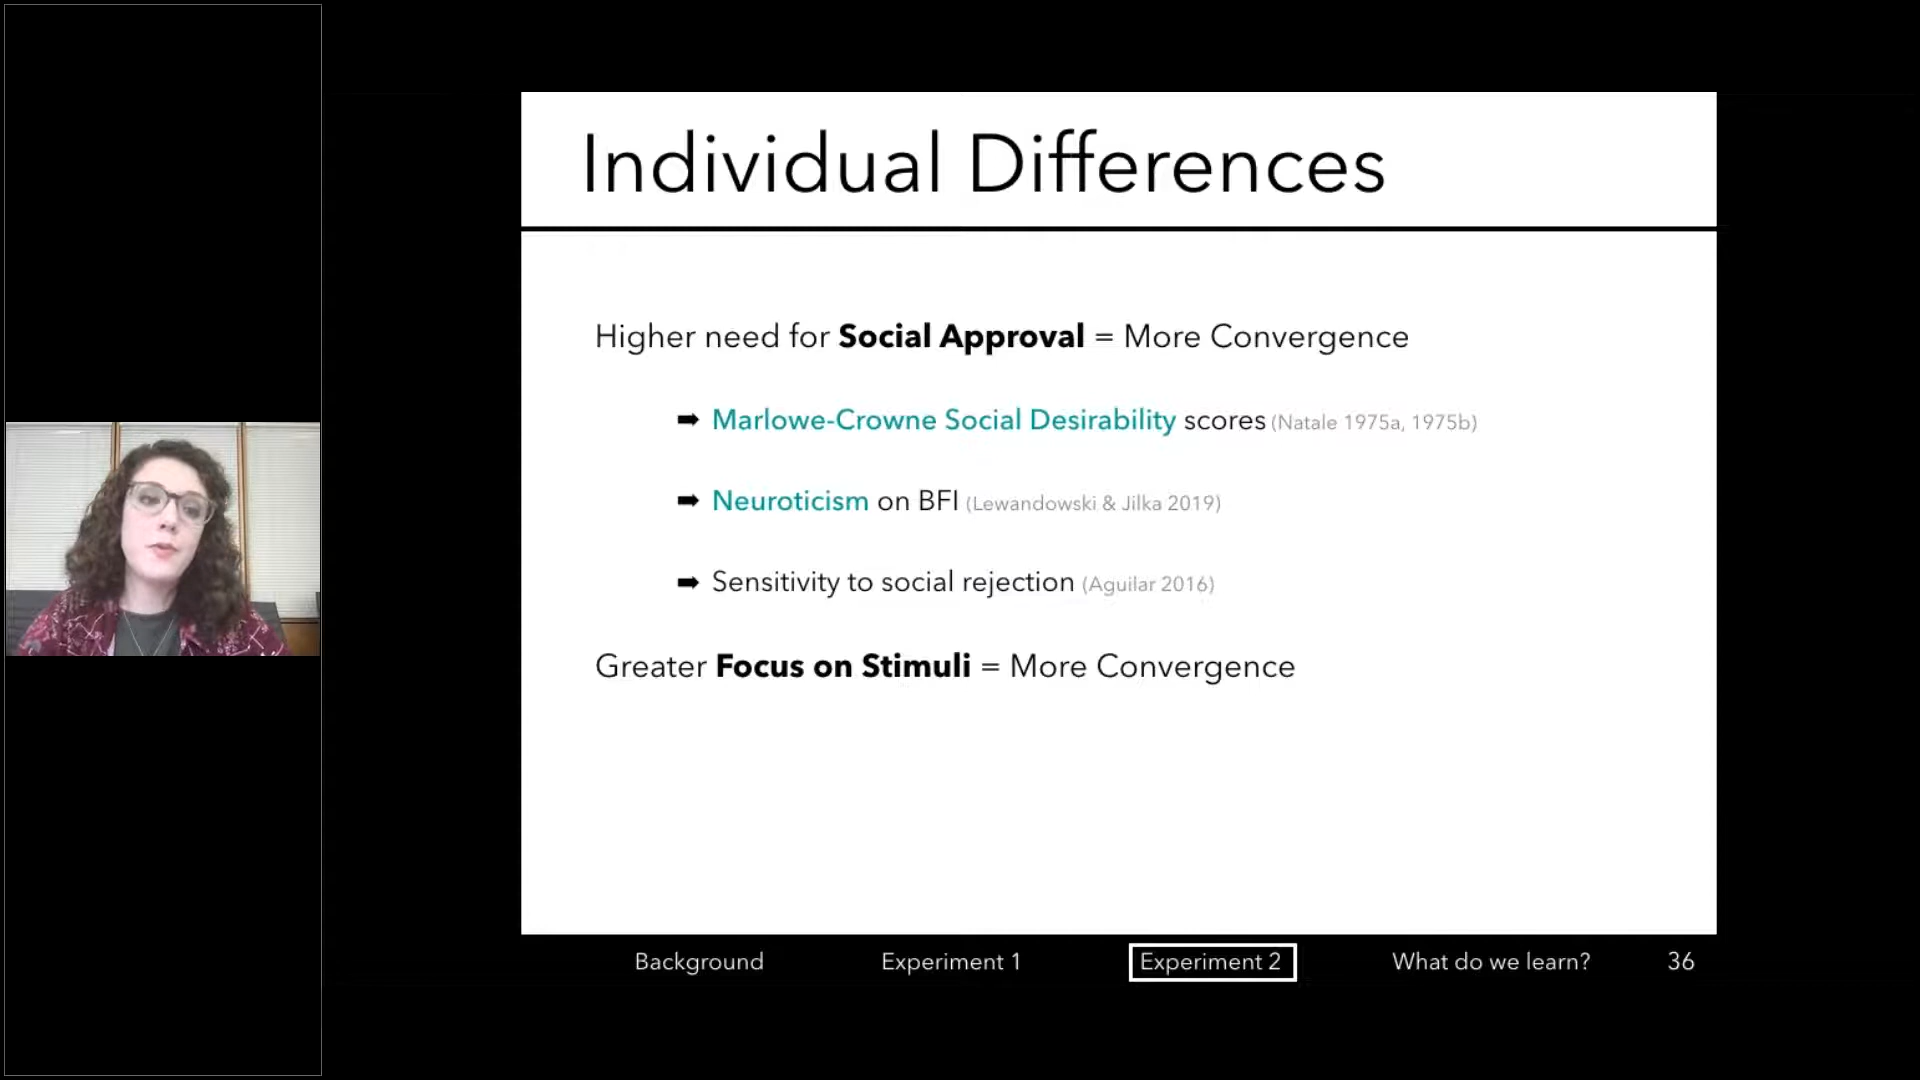 Individual Differences
Higher need for Social Approval = More Convergence
➡ Marlowe-Crowne Social Desirability scores (Natale 1975a, 1975b)
➡ Neuroticism on BFI (Lewandowski & Jilka 2019)
➡ Sensitivity to social rejection (Aguilar 2016)
Greater Focus on Stimuli = More Convergence
Background Experiment 1 Experiment 2 What do we learn? 36